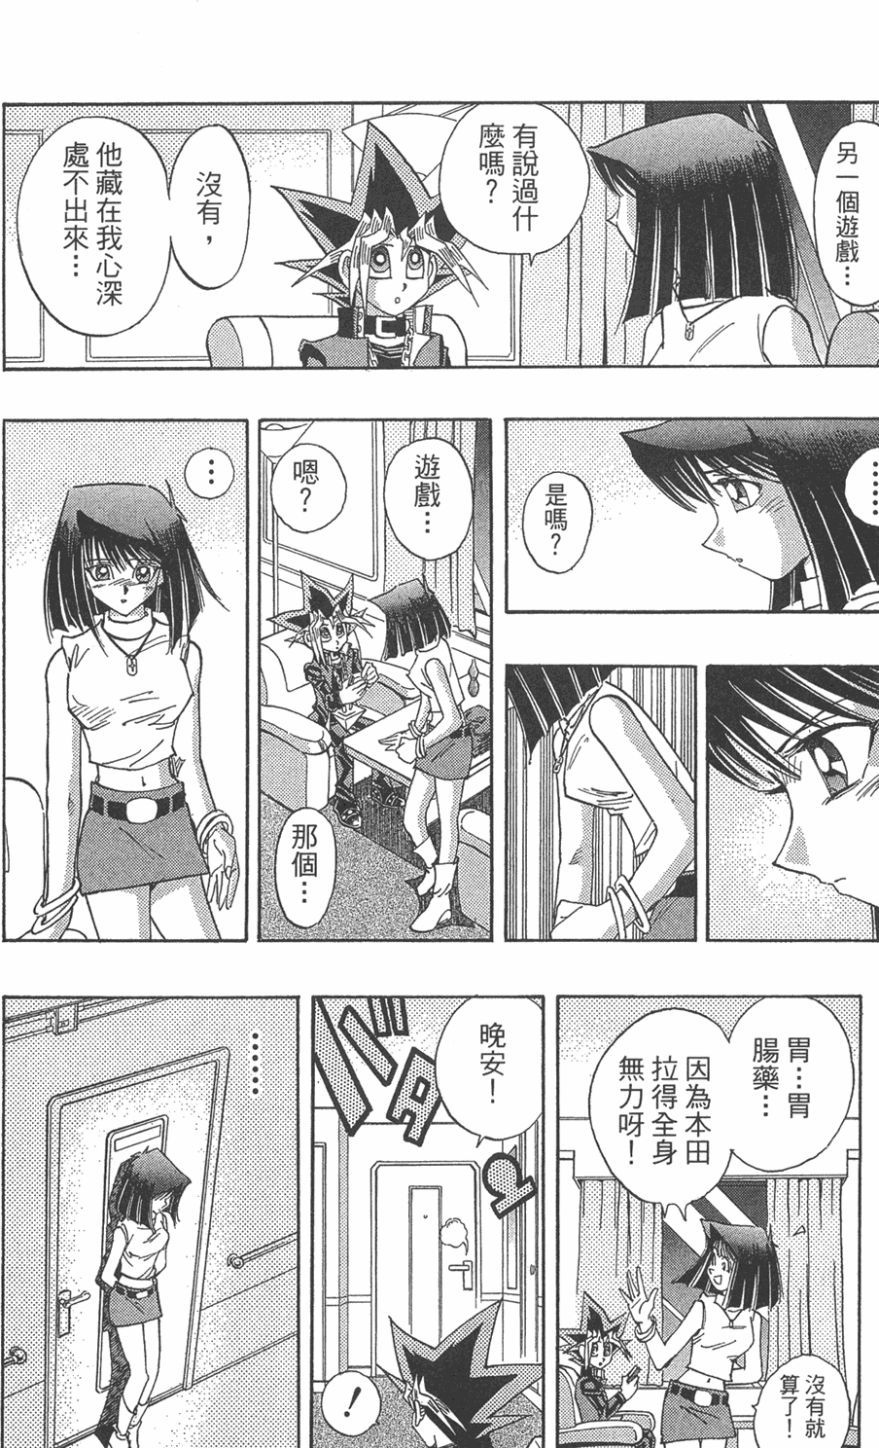 另一個遊戲…
有說過什
麼嗎?
沒有，
他藏在我心深
處不出來…
……
是嗎?
遊戲…
嗯?
那個…
…
胃…胃
腸藥…
因為本田
拉得全身
無力呀!
沒有就
算了!
晚安!
バタ
!
……